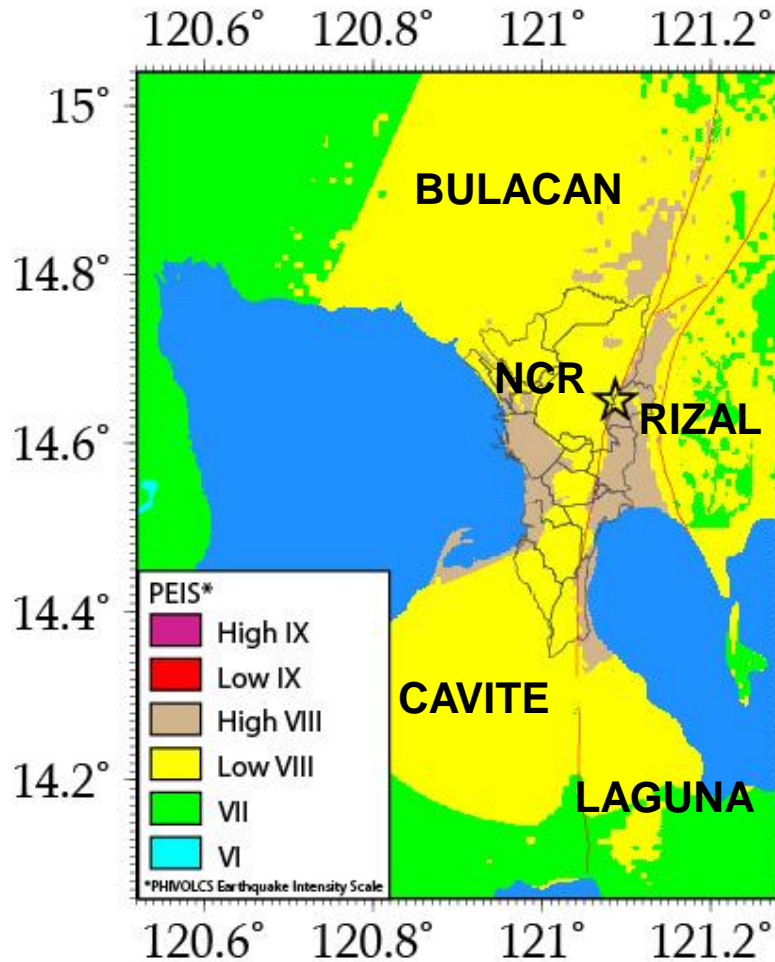 120.6° 120.8° 121° 121.2°
15°
BULACAN
14.8°
NCR
RIZAL
14.6°
14.4°
PEIS*
High IX
Low IX
High VIII
CAVITE
Low VIII
14.2°
LAGUNA
VII
VI
*PHIVOLCS Earthquake Intensity Scale
120.6° 120.8° 121° 121.2°